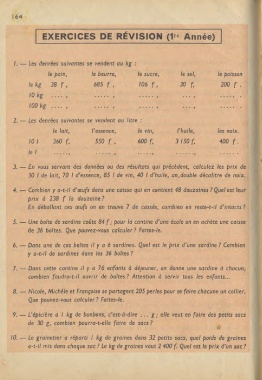 164
EXERCICES DE RÉVISION (1re Année)
1. — Les denrées suivantes se vendent au kg :
le pain, le beurre, le sucre, le sel, le poisson
le kg 38 f , 685 f , 106 f , 30 f, 200 f .
10 kg .... , .... , .... , .... , .... .
100 kg .... , .... , .... , .... , .... .
2. — Les denrées suivantes se vendent au litre :
le lait, l'essence, le vin, l'huile, les noix.
10 l 360 f, 550 f , 600 f, 3 150 f, 400 f .
le l .... , .... , .... , .... , .... .
3. — En vous servant des données ou des résultats qui précèdent, calculez les prix de
30 l de lait, 70 l d'essence, 85 l de vin, 40 l d'huile, un double décalitre de noix.
4. — Combien y a-t-il d'œufs dans une caisse qui en contient 48 douzaines ? Quel est leur
prix à 238 f la douzaine ?
En déballant ces œufs on en trouve 7 de cassés, combien en reste-t-il d'intacts ?
5. — Une boîte de sardine coûte 84 f ; pour la cantine d'une école on en achète une caisse
de 36 boîtes. Que pouvez-vous calculer ? Faites-le.
6. — Dans une de ces boîtes il y a 6 sardines. Quel est le prix d'une sardine ? Combien
y a-t-il de sardines dans les 36 boîtes ?
7. — Dans cette cantine il y a 76 enfants à déjeuner, on donne une sardine à chacun,
combien faudra-t-il ouvrir de boîtes ? Attention à servir tous les enfants...
8. — Nicole, Michèle et Françoise se partagent 205 perles pour se faire chacune un collier.
Que pouvez-vous calculer ? Faites-le.
9. — L'épicière a 1 kg de bonbons, c'est-à-dire ... g ; elle veut en faire des petits sacs
de 30 g, combien pourra-t-elle faire de sacs ?
10. — Le grainetier a réparti 1 kg de graines dans 32 petits sacs, quel poids de graines
a-t-il mis dans chaque sac ? Le kg de graines vaut 2 400 f. Quel est le prix d'un sac ?